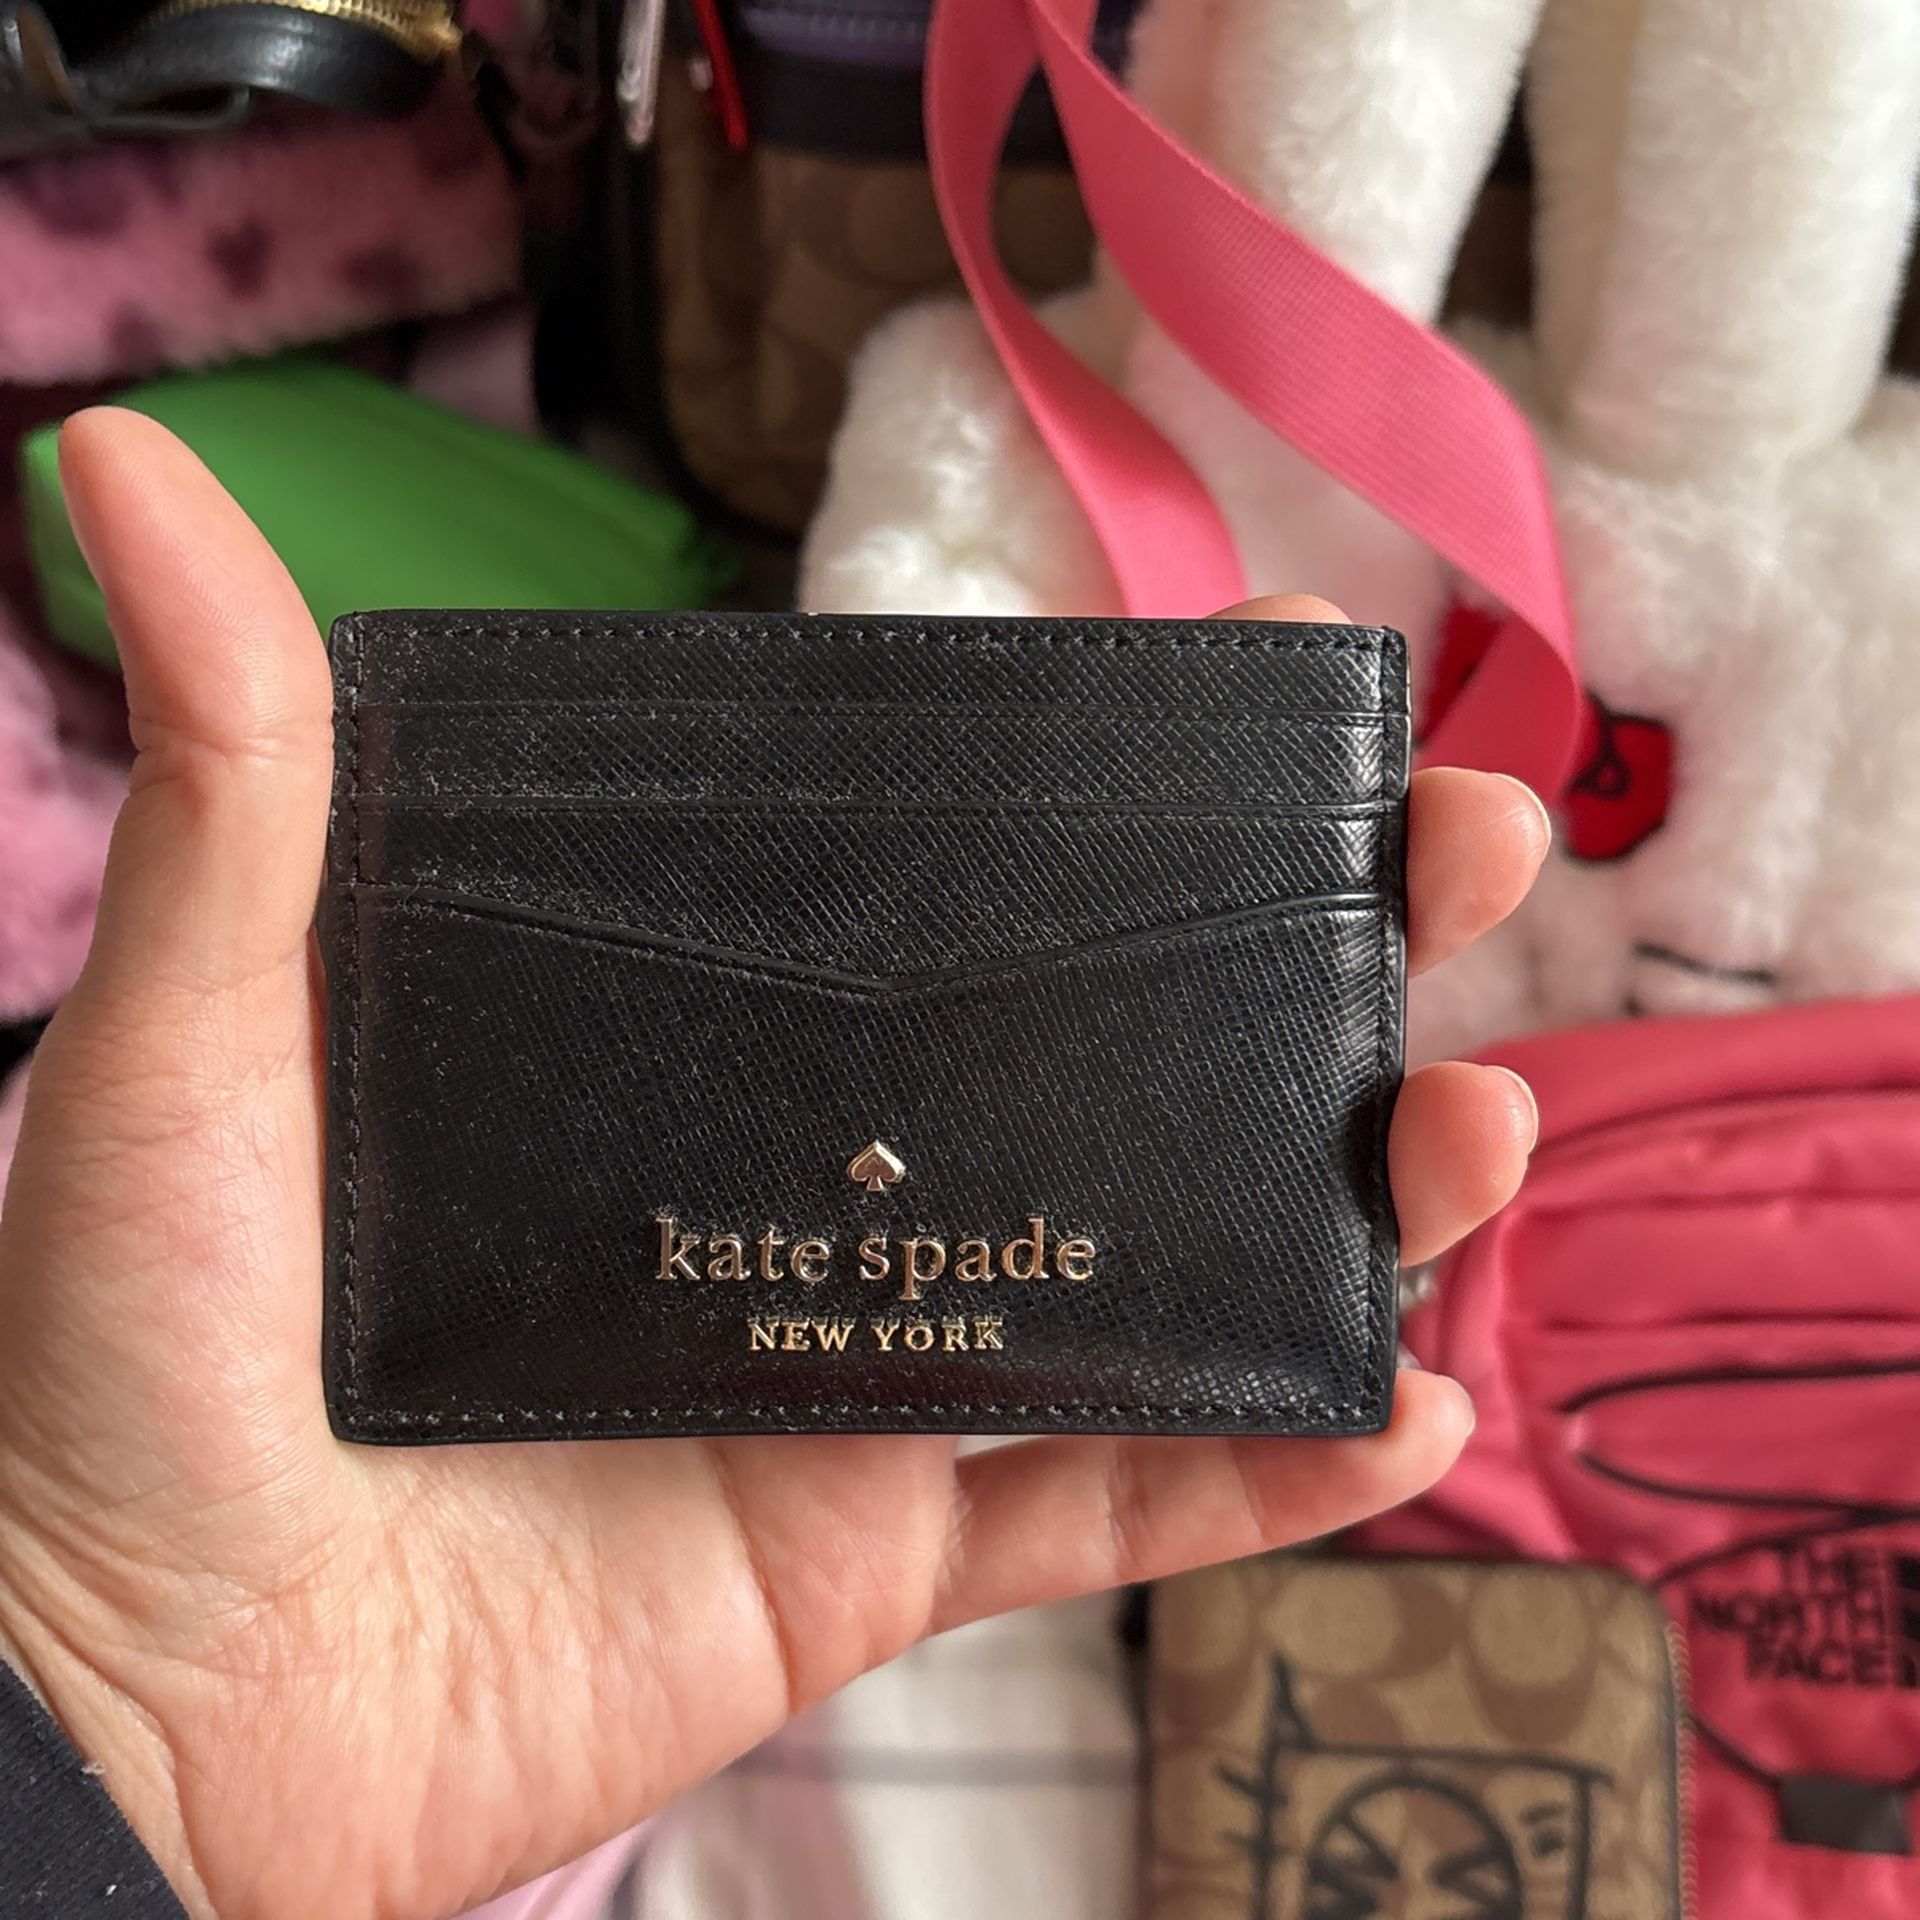 kate spade
NEW YORK
THE
NORTH
FACE